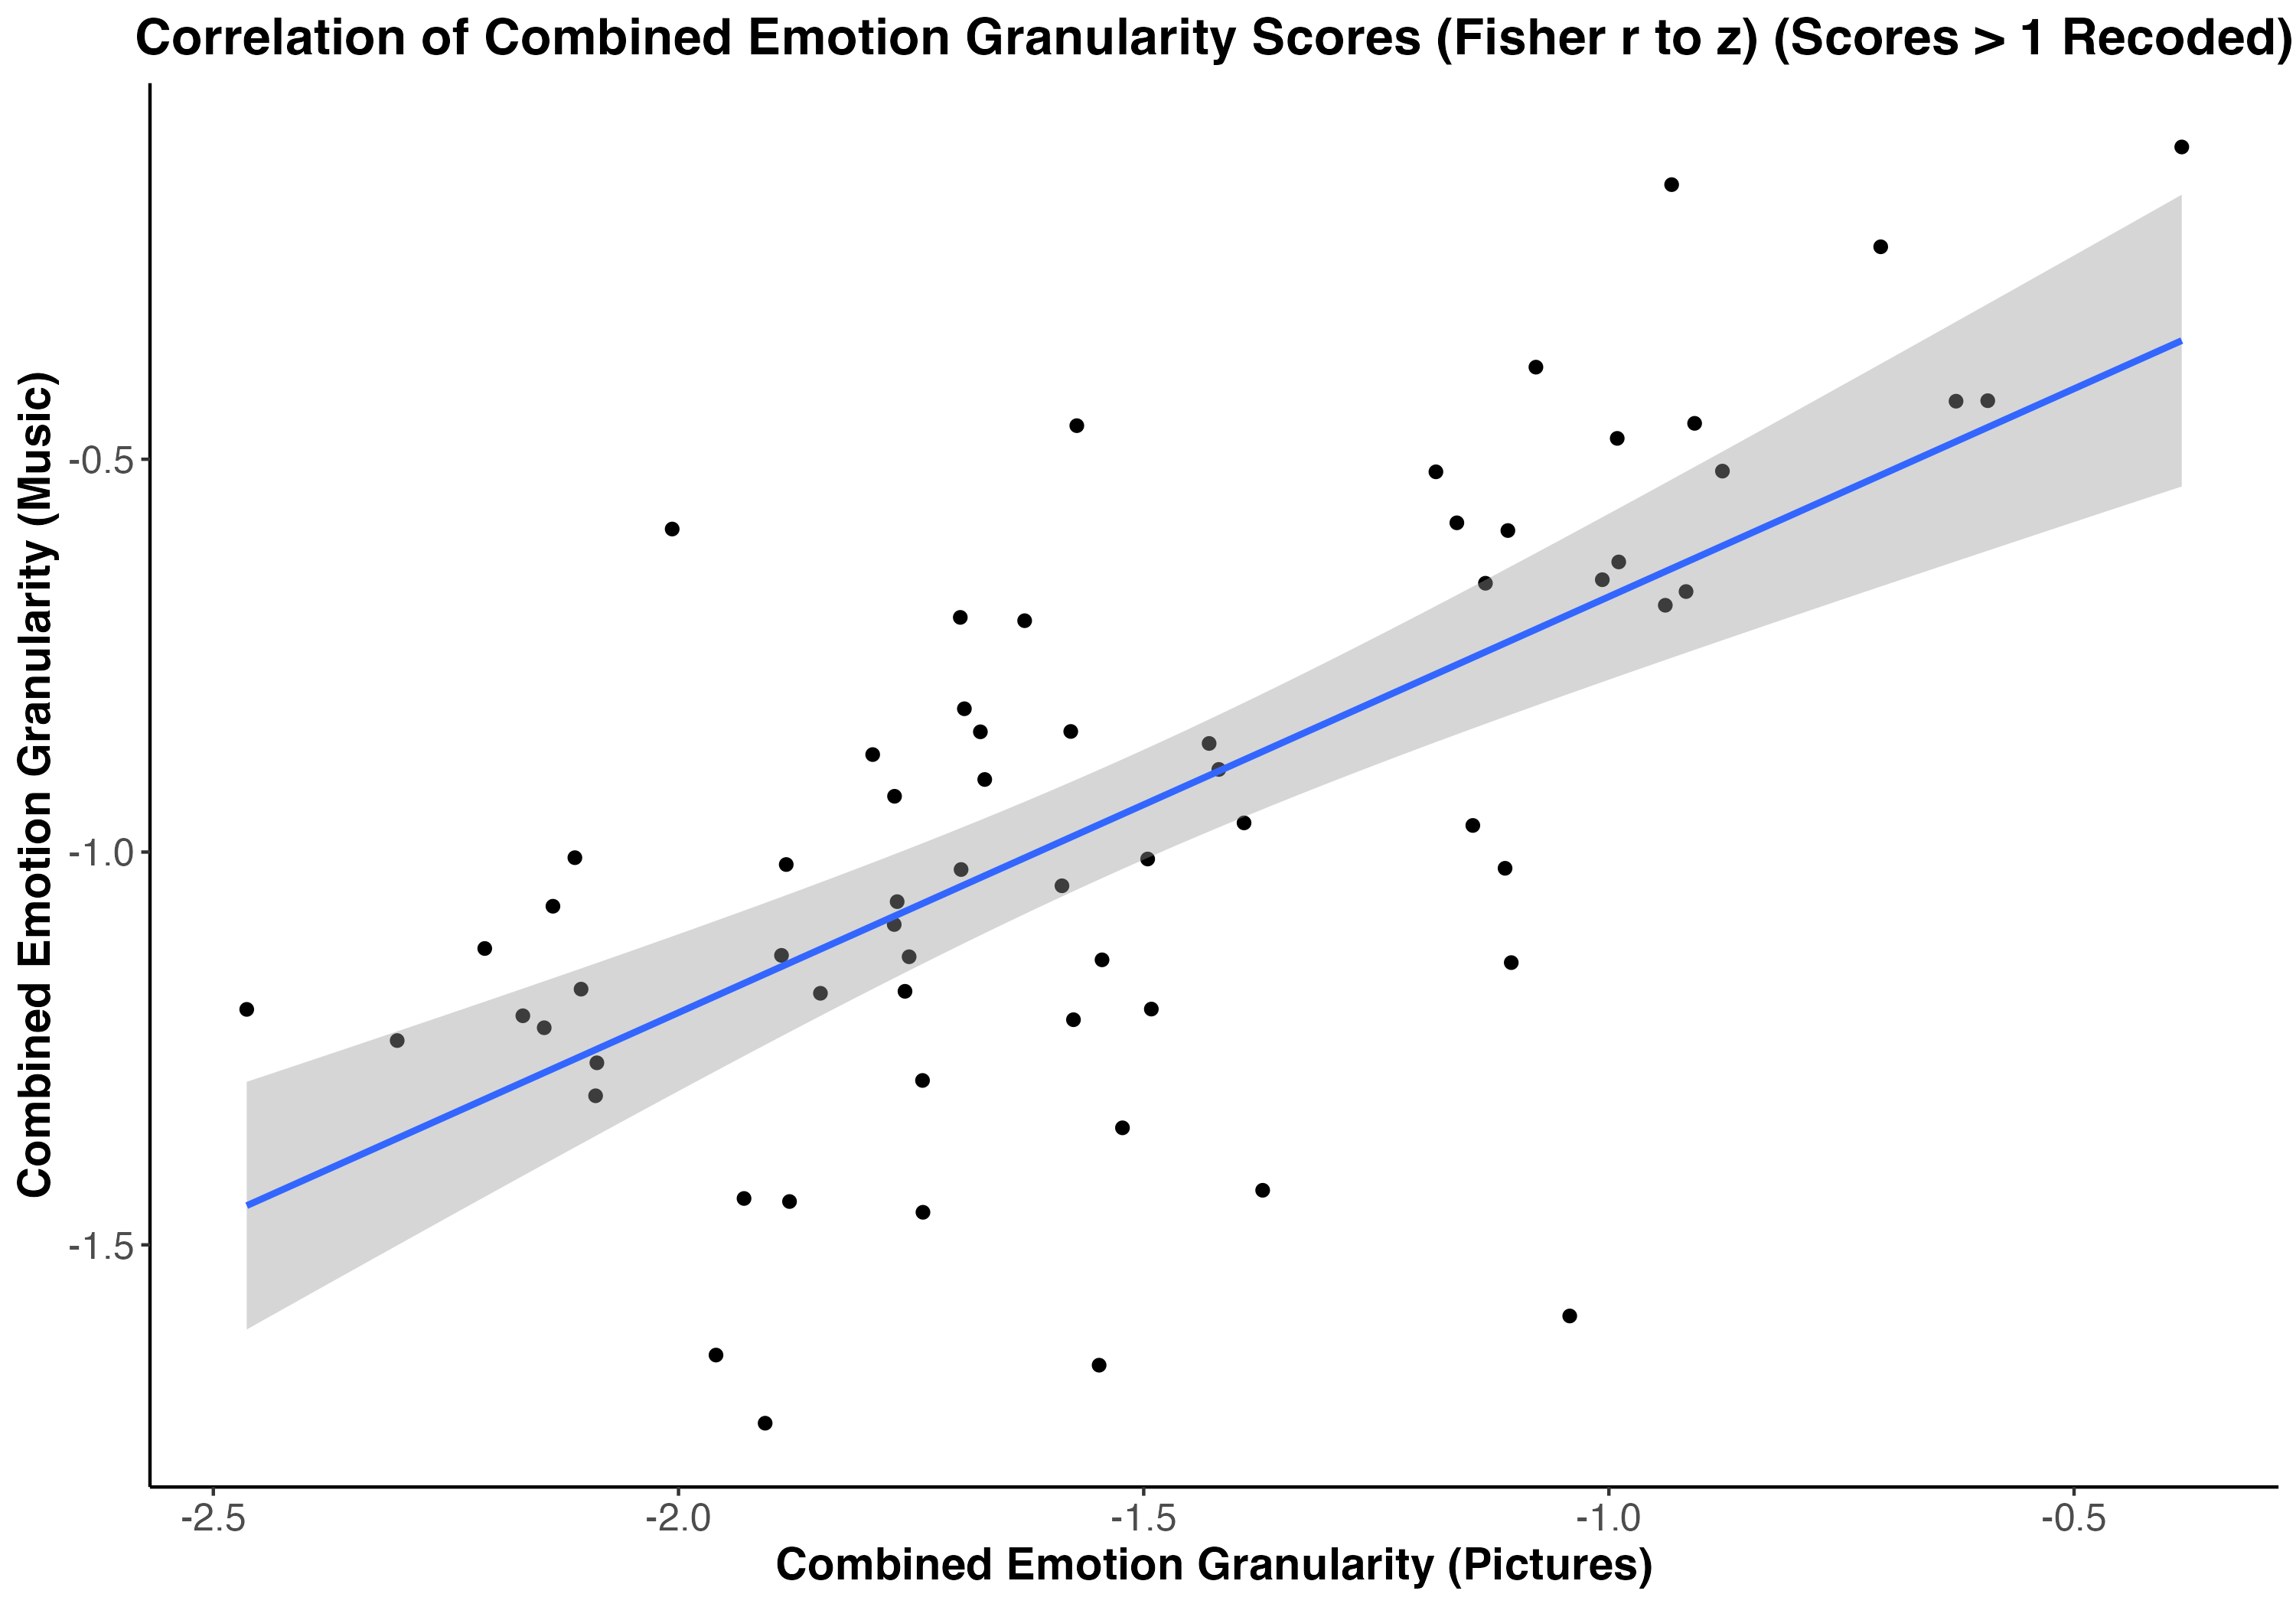 Correlation of Combined Emotion Granularity Scores (Fisher r to z) (Scores > 1 Recoded)
Combined Emotion Granularity (Music)
-0.5
-1.0
-1.5
-2.5 -2.0 -1.5 -1.0 -0.5
Combined Emotion Granularity (Pictures)